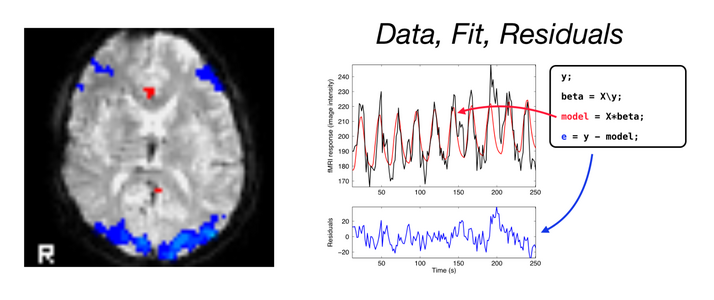 R
Data, Fit, Residuals
y;
beta = X\y;
model = X*beta;
e = y - model;
fMRI response (image intensity)
240
230
220
210
200
190
180
170
50
100
150
200
250
Residuals
20
0
-20
50
100
150
200
250
Time (s)